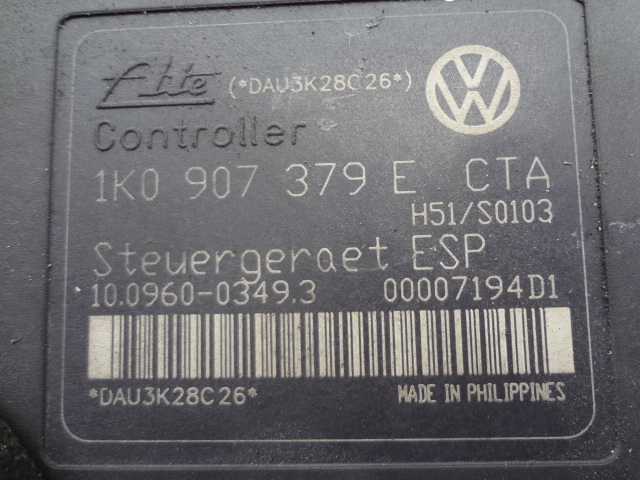 Ate (*DAU3K28C26*)
Controller
1K0 907 379 E CTA
H51/SQ103
Steuergeraet ESP
10.0960-0349.3 00007194D1
*DAU3K28C26* MADE IN PHILIPPINES